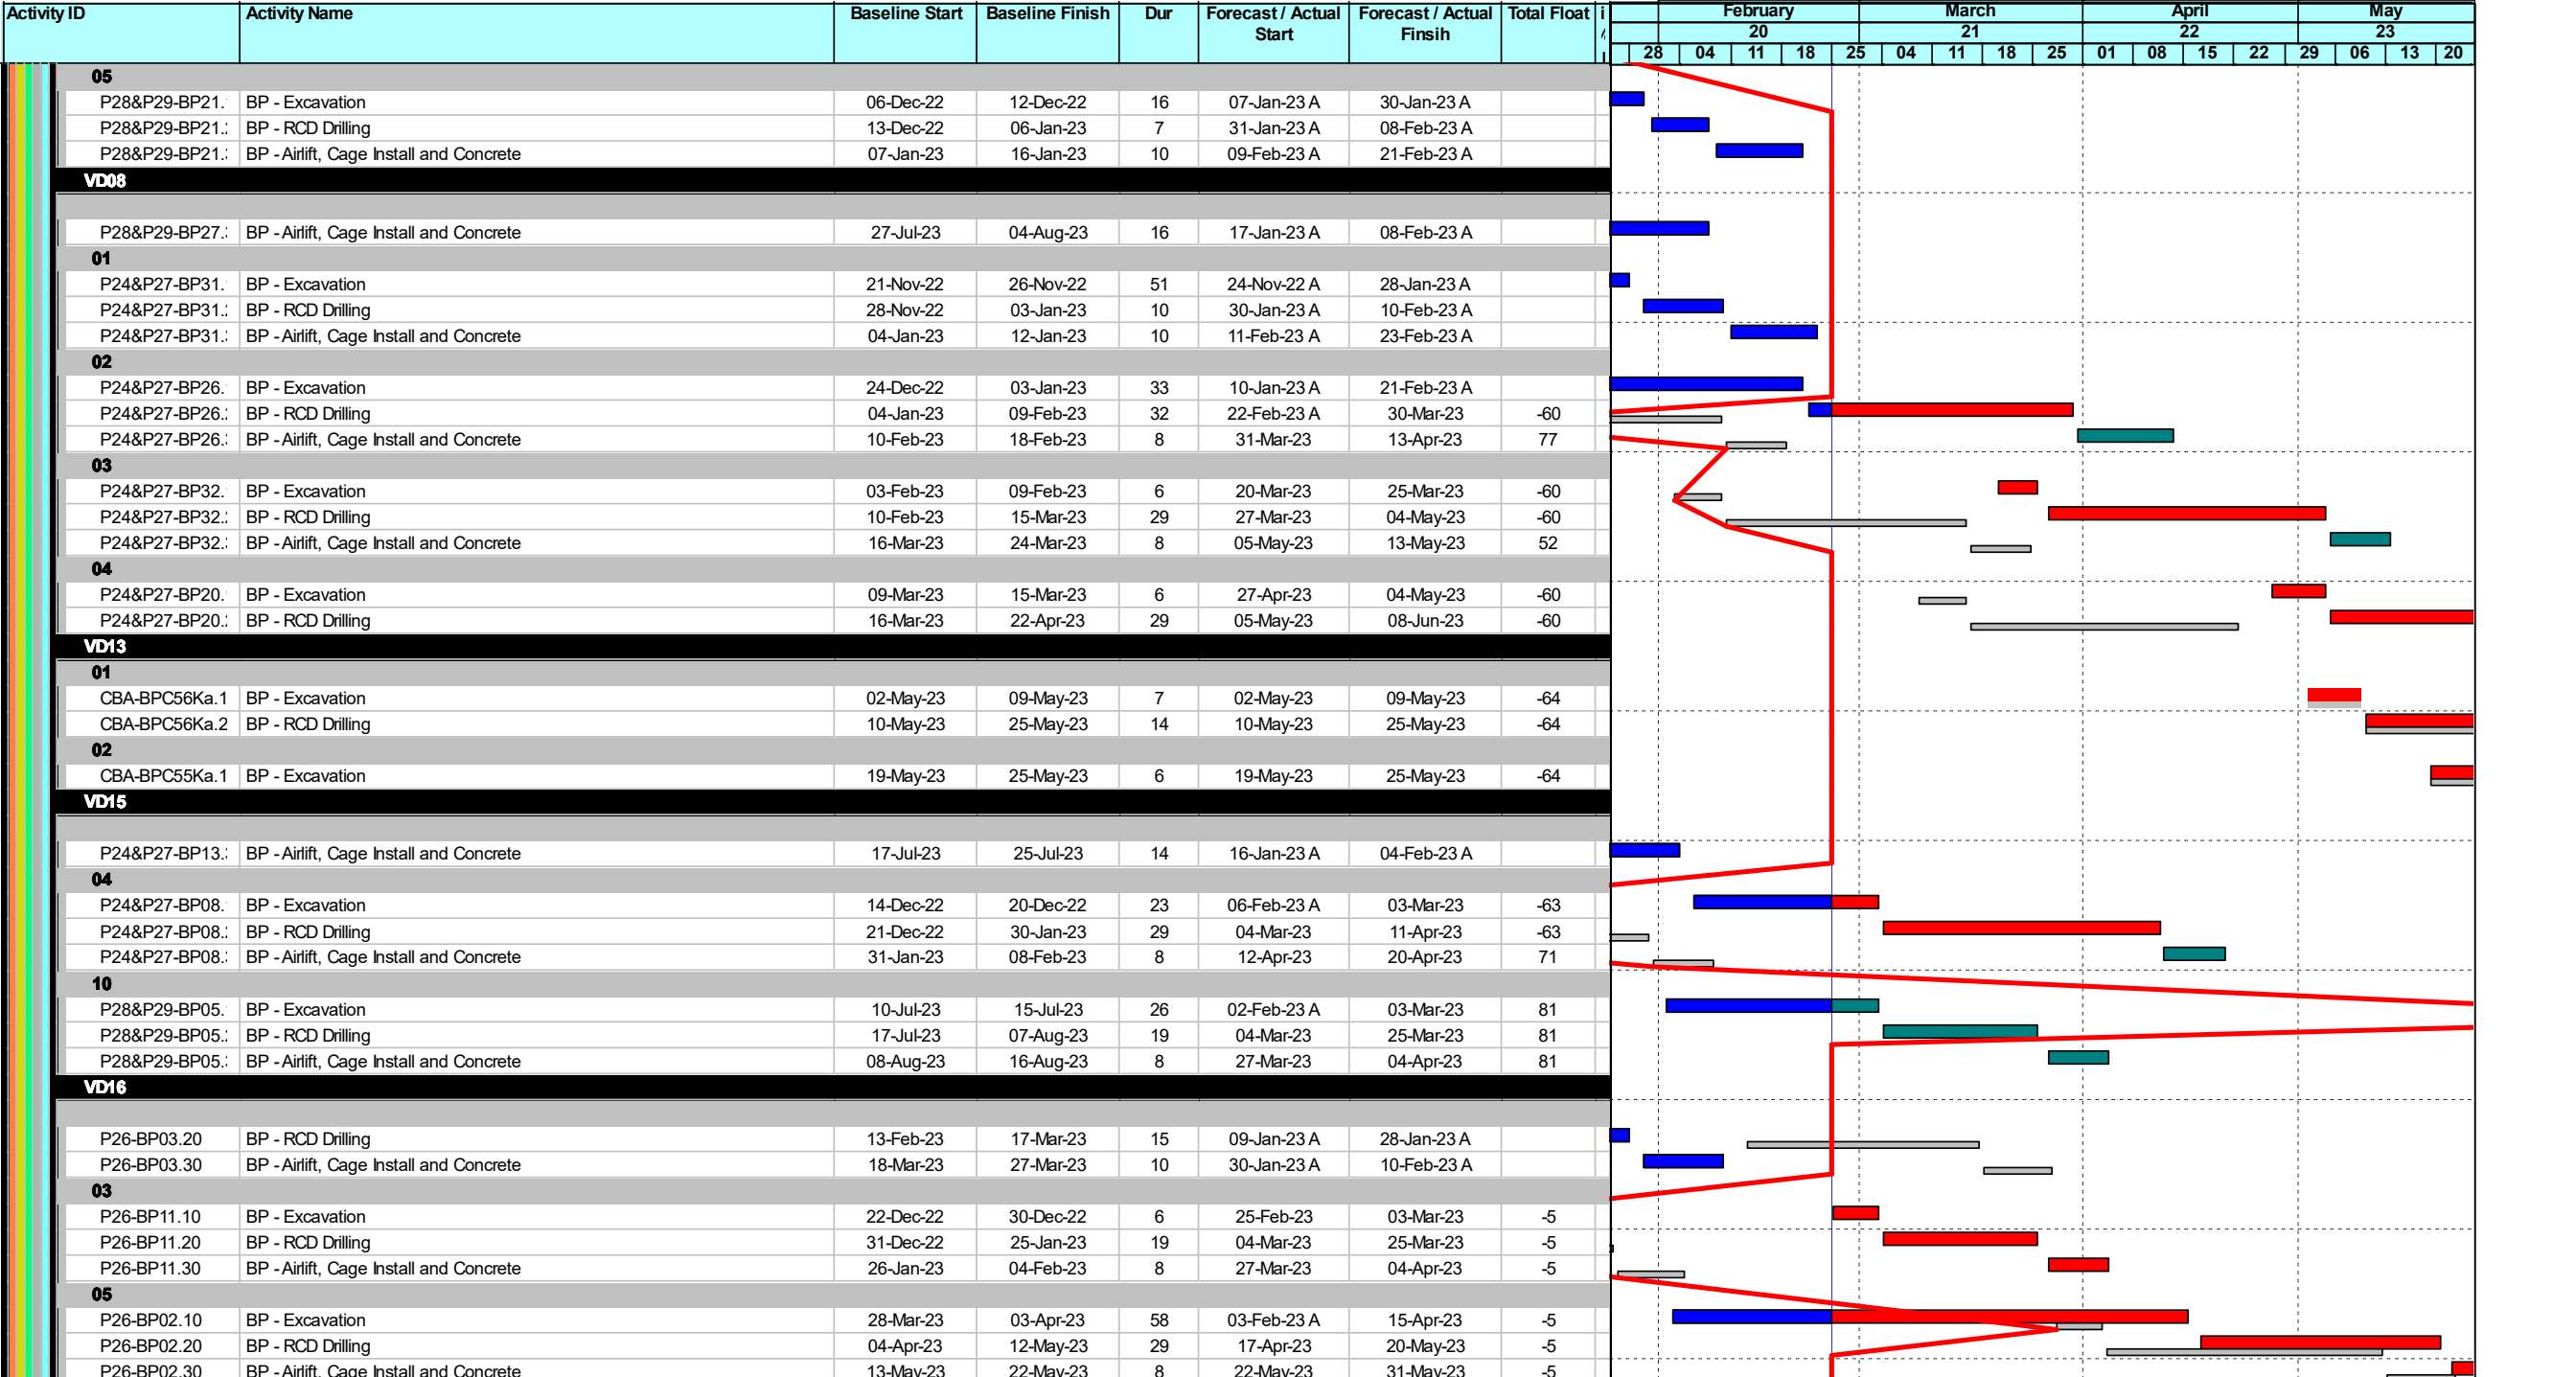 Activity ID Activity Name Baseline Start Baseline Finish Dur Forecast / Actual Start Forecast / Actual Finsih Total Float
February March April May
20 21 22 23
28 04 11 18 25 04 11 18 25 01 08 15 22 29 06 13 20
05
P28&P29-BP21. BP - Excavation 06-Dec-22 12-Dec-22 16 07-Jan-23 A 30-Jan-23 A
P28&P29-BP21. BP - RCD Drilling 13-Dec-22 06-Jan-23 7 31-Jan-23 A 08-Feb-23 A
P28&P29-BP21. BP - Airlift, Cage Install and Concrete 07-Jan-23 16-Jan-23 10 09-Feb-23 A 21-Feb-23 A
VD08
P28&P29-BP27. BP - Airlift, Cage Install and Concrete 27-Jul-23 04-Aug-23 16 17-Jan-23 A 08-Feb-23 A
01
P24&P27-BP31. BP - Excavation 21-Nov-22 26-Nov-22 51 24-Nov-22 A 28-Jan-23 A
P24&P27-BP31. BP - RCD Drilling 28-Nov-22 03-Jan-23 10 30-Jan-23 A 10-Feb-23 A
P24&P27-BP31. BP - Airlift, Cage Install and Concrete 04-Jan-23 12-Jan-23 10 11-Feb-23 A 23-Feb-23 A
02
P24&P27-BP26. BP - Excavation 24-Dec-22 03-Jan-23 33 10-Jan-23 A 21-Feb-23 A
P24&P27-BP26. BP - RCD Drilling 04-Jan-23 09-Feb-23 32 22-Feb-23 A 30-Mar-23 -60
P24&P27-BP26. BP - Airlift, Cage Install and Concrete 10-Feb-23 18-Feb-23 8 31-Mar-23 13-Apr-23 77
03
P24&P27-BP32. BP - Excavation 03-Feb-23 09-Feb-23 6 20-Mar-23 25-Mar-23 -60
P24&P27-BP32. BP - RCD Drilling 10-Feb-23 15-Mar-23 29 27-Mar-23 04-May-23 -60
P24&P27-BP32. BP - Airlift, Cage Install and Concrete 16-Mar-23 24-Mar-23 8 05-May-23 13-May-23 52
04
P24&P27-BP20. BP - Excavation 09-Mar-23 15-Mar-23 6 27-Apr-23 04-May-23 -60
P24&P27-BP20. BP - RCD Drilling 16-Mar-23 22-Apr-23 29 05-May-23 08-Jun-23 -60
VD13
01
CBA-BPC56Ka.1 BP - Excavation 02-May-23 09-May-23 7 02-May-23 09-May-23 -64
CBA-BPC56Ka.2 BP - RCD Drilling 10-May-23 25-May-23 14 10-May-23 25-May-23 -64
02
CBA-BPC55Ka.1 BP - Excavation 19-May-23 25-May-23 6 19-May-23 25-May-23 -64
VD15
P24&P27-BP13. BP - Airlift, Cage Install and Concrete 17-Jul-23 25-Jul-23 14 16-Jan-23 A 04-Feb-23 A
04
P24&P27-BP08. BP - Excavation 14-Dec-22 20-Dec-22 23 06-Feb-23 A 03-Mar-23 -63
P24&P27-BP08. BP - RCD Drilling 21-Dec-22 30-Jan-23 29 04-Mar-23 11-Apr-23 -63
P24&P27-BP08. BP - Airlift, Cage Install and Concrete 31-Jan-23 08-Feb-23 8 12-Apr-23 20-Apr-23 71
10
P28&P29-BP05. BP - Excavation 10-Jul-23 15-Jul-23 26 02-Feb-23 A 03-Mar-23 81
P28&P29-BP05. BP - RCD Drilling 17-Jul-23 07-Aug-23 19 04-Mar-23 25-Mar-23 81
P28&P29-BP05. BP - Airlift, Cage Install and Concrete 08-Aug-23 16-Aug-23 8 27-Mar-23 04-Apr-23 81
VD16
P26-BP03.20 BP - RCD Drilling 13-Feb-23 17-Mar-23 15 09-Jan-23 A 28-Jan-23 A
P26-BP03.30 BP - Airlift, Cage Install and Concrete 18-Mar-23 27-Mar-23 10 30-Jan-23 A 10-Feb-23 A
03
P26-BP11.10 BP - Excavation 22-Dec-22 30-Dec-22 6 25-Feb-23 03-Mar-23 -5
P26-BP11.20 BP - RCD Drilling 31-Dec-22 25-Jan-23 19 04-Mar-23 25-Mar-23 -5
P26-BP11.30 BP - Airlift, Cage Install and Concrete 26-Jan-23 04-Feb-23 8 27-Mar-23 04-Apr-23 -5
05
P26-BP02.10 BP - Excavation 28-Mar-23 03-Apr-23 58 03-Feb-23 A 15-Apr-23 -5
P26-BP02.20 BP - RCD Drilling 04-Apr-23 12-May-23 29 17-Apr-23 20-May-23 -5
P26-BP02.30 BP - Airlift, Cage Install and Concrete 13-May-23 22-May-23 8 22-May-23 31-May-23 -5